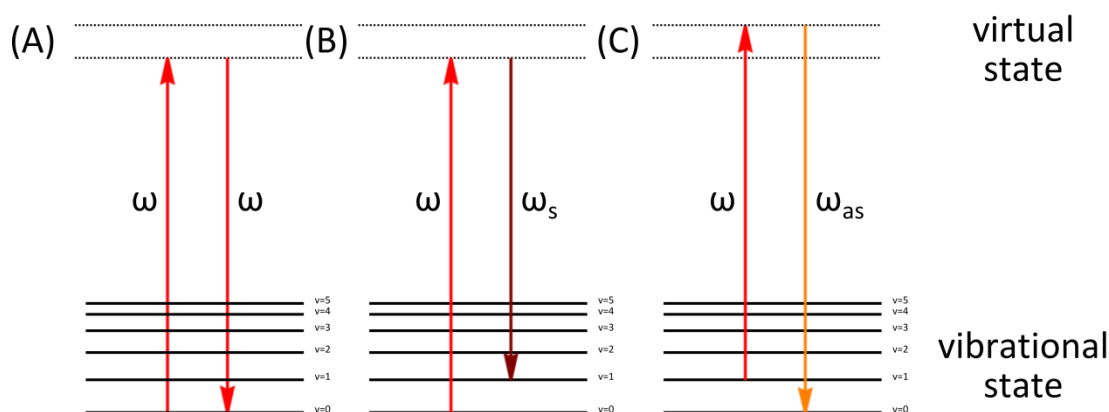 (A)
(B)
(C)
virtual
state
ω
ω
ω
ωs
ω
ωas
v=5
v=4
v=3
v=2
v=1
v=0
v=5
v=4
v=3
v=2
v=1
v=0
v=5
v=4
v=3
v=2
v=1
v=0
vibrational
state